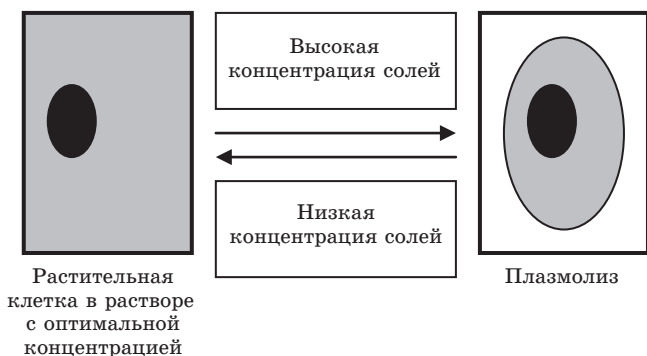 Высокая
концентрация солей
Низкая
концентрация солей
Растительная
клетка в растворе
с оптимальной
концентрацией
Плазмолиз